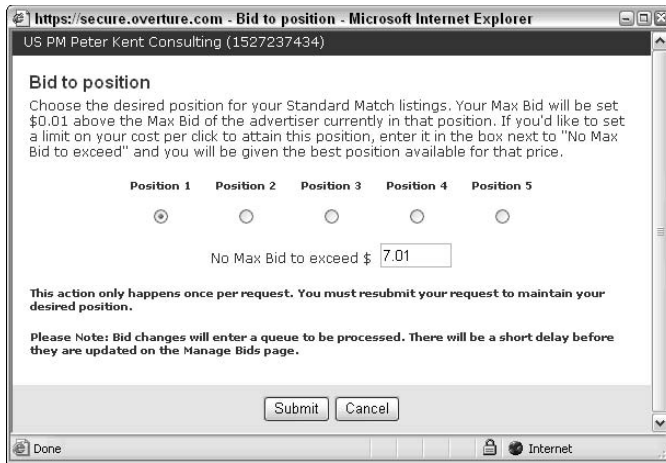 https://secure.overture.com - Bid to position - Microsoft Internet Explorer
US PM Peter Kent Consulting (1527237434)
Bid to position
Choose the desired position for your Standard Match listings. Your Max Bid will be set
$0.01 above the Max Bid of the advertiser currently in that position. If you'd like to set
a limit on your cost per click to attain this position, enter it in the box next to "No Max
Bid to exceed" and you will be given the best position available for that price.
Position 1 Position 2 Position 3 Position 4 Position 5
No Max Bid to exceed $ 7.01
This action only happens once per request. You must resubmit your request to maintain your
desired position.
Please Note: Bid changes will enter a queue to be processed. There will be a short delay before
they are updated on the Manage Bids page.
Submit Cancel
Done Internet